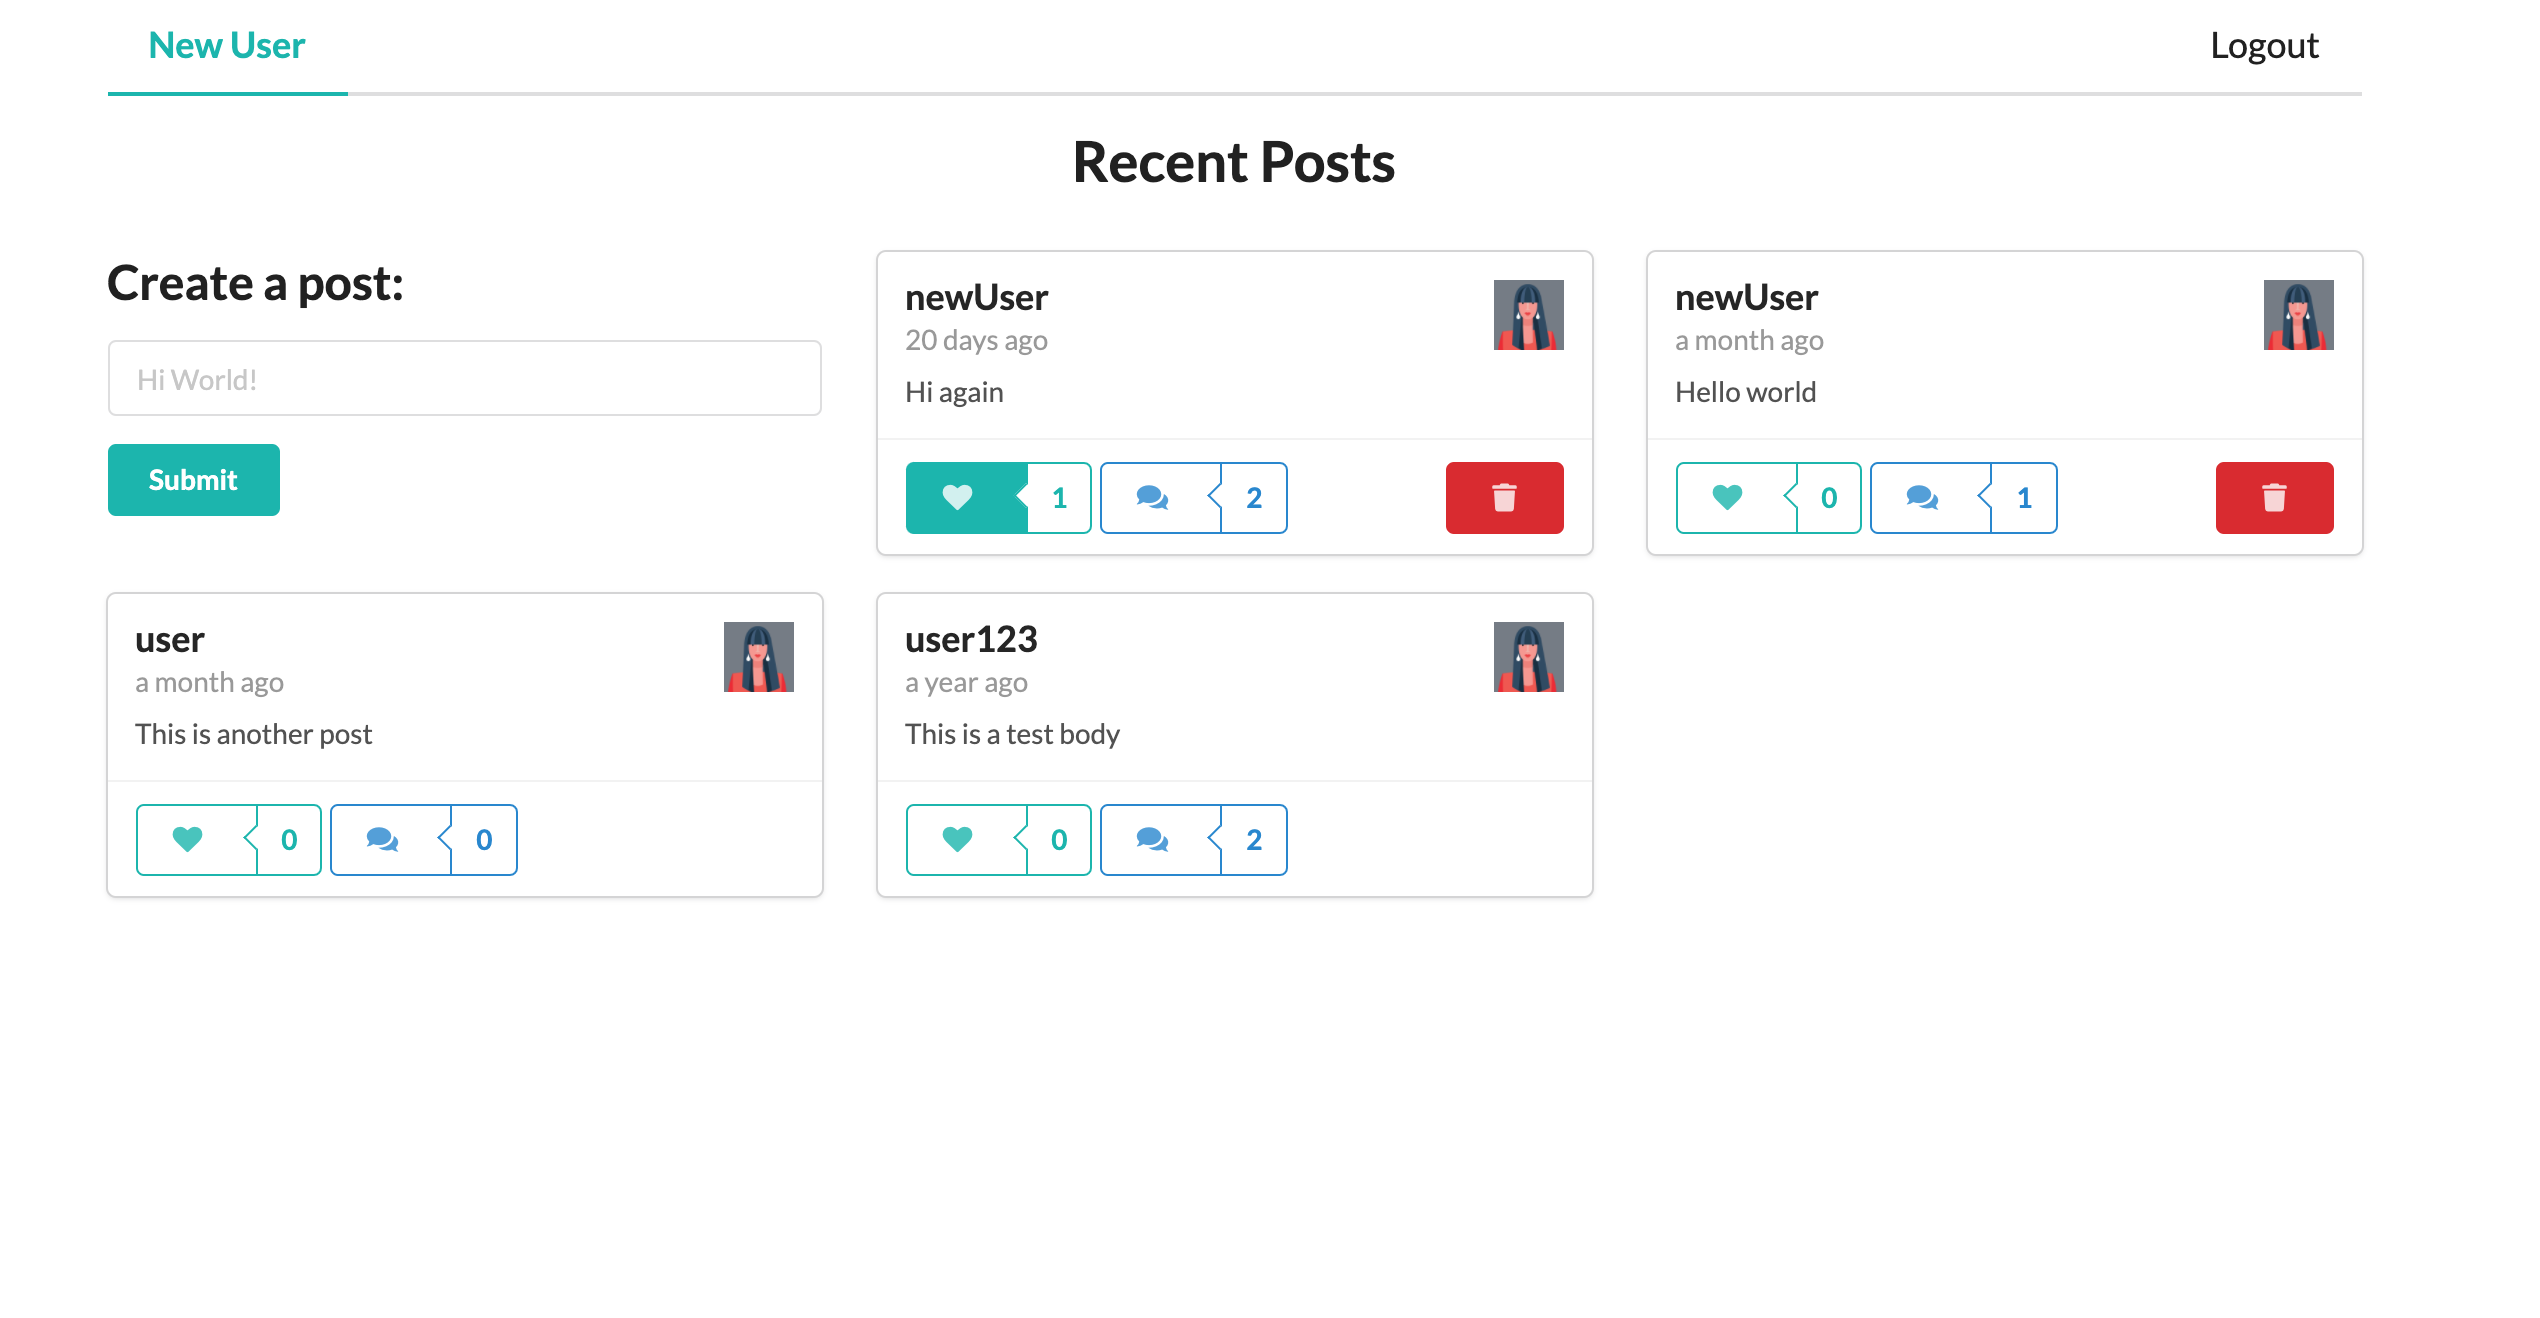 New User
Logout
Recent Posts
Create a post:
Hi World!
Submit
newUser
20 days ago
Hi again
1
2
newUser
a month ago
Hello world
0
1
user
a month ago
This is another post
0
0
user123
a year ago
This is a test body
0
2